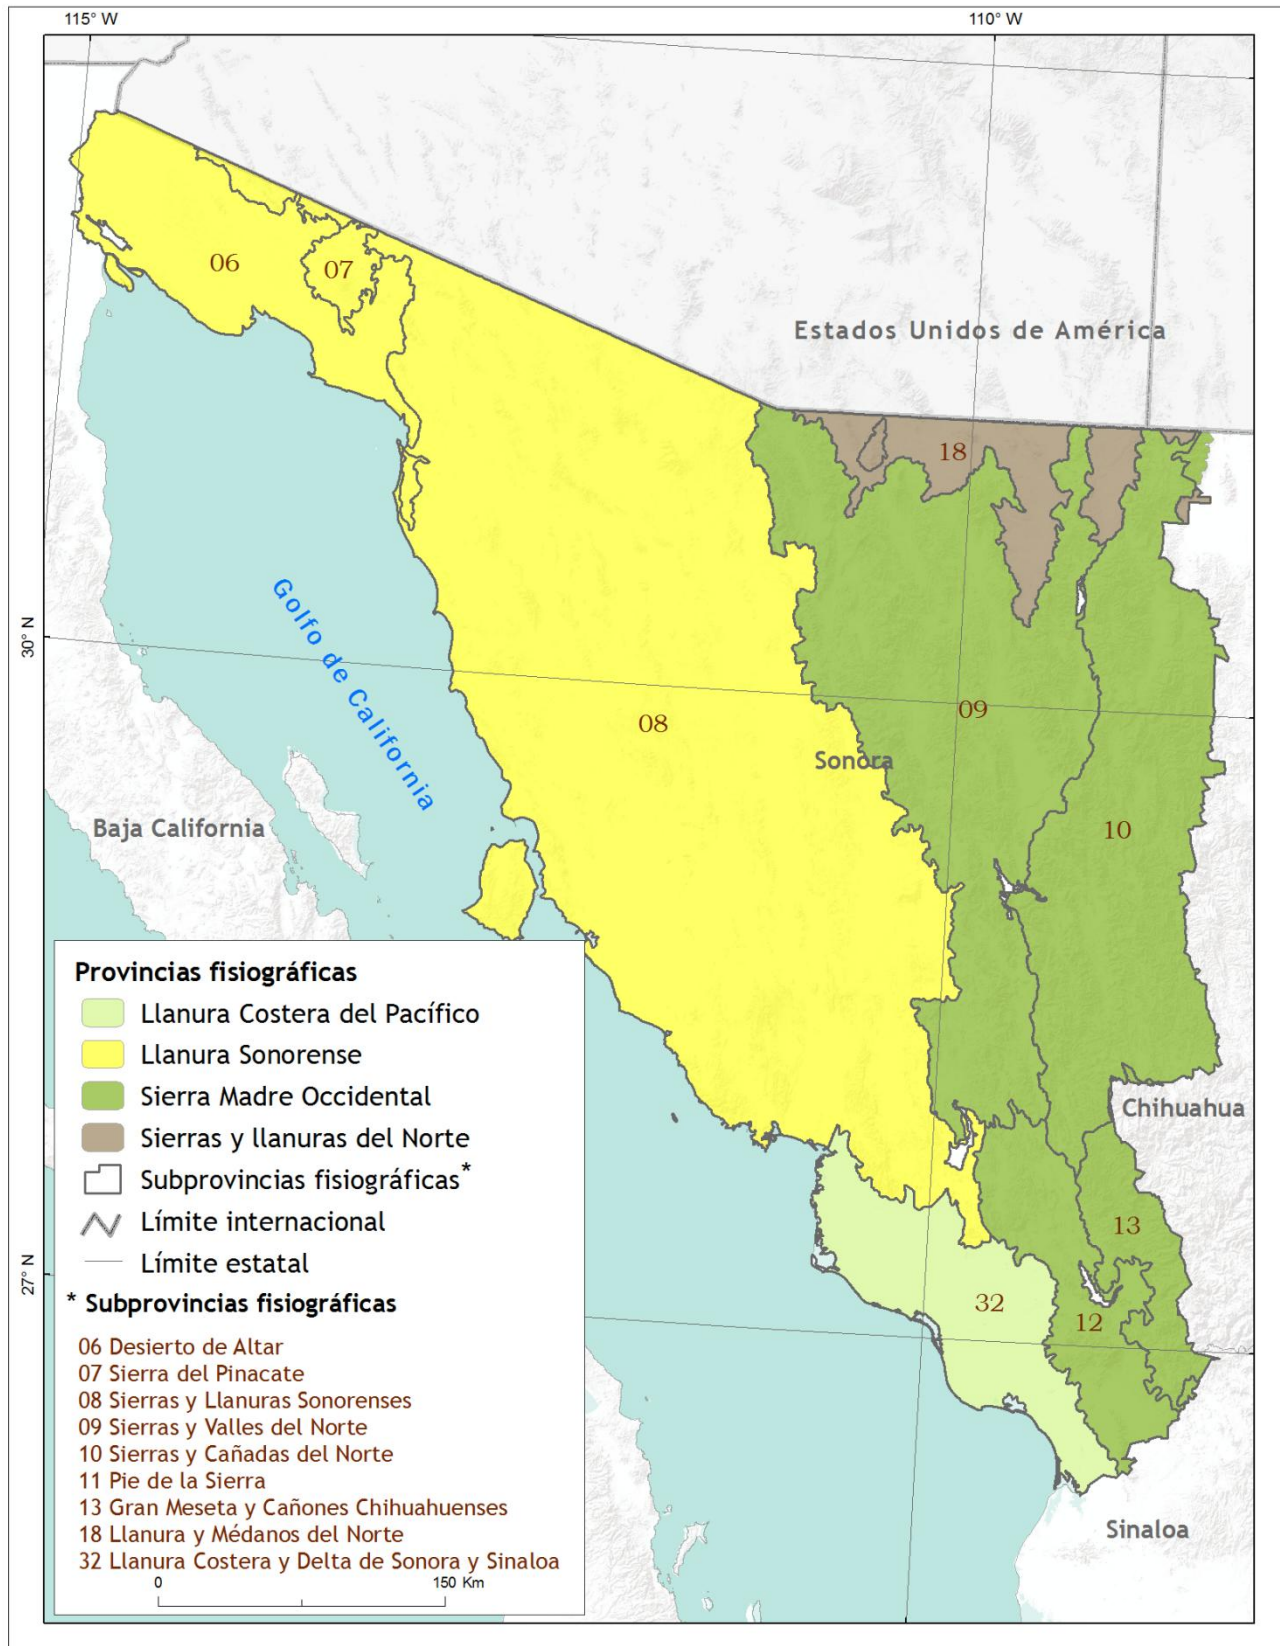 115° W
110° W
06
07
Estados Unidos de América
18
Golfo de California
30° N
08
09
Sonora
Baja California
10
Provincias fisiográficas
Llanura Costera del Pacífico
Llanura Sonorense
Sierra Madre Occidental
Sierras y llanuras del Norte
Subprovincias fisiográficas*
Límite internacional
Límite estatal
* Subprovincias fisiográficas
06 Desierto de Altar
07 Sierra del Pinacate
08 Sierras y Llanuras Sonorenses
09 Sierras y Valles del Norte
10 Sierras y Cañadas del Norte
11 Pie de la Sierra
13 Gran Meseta y Cañones Chihuahuenses
18 Llanura y Médanos del Norte
32 Llanura Costera y Delta de Sonora y Sinaloa
0
150 Km
Chihuahua
13
27° N
32
12
Sinaloa